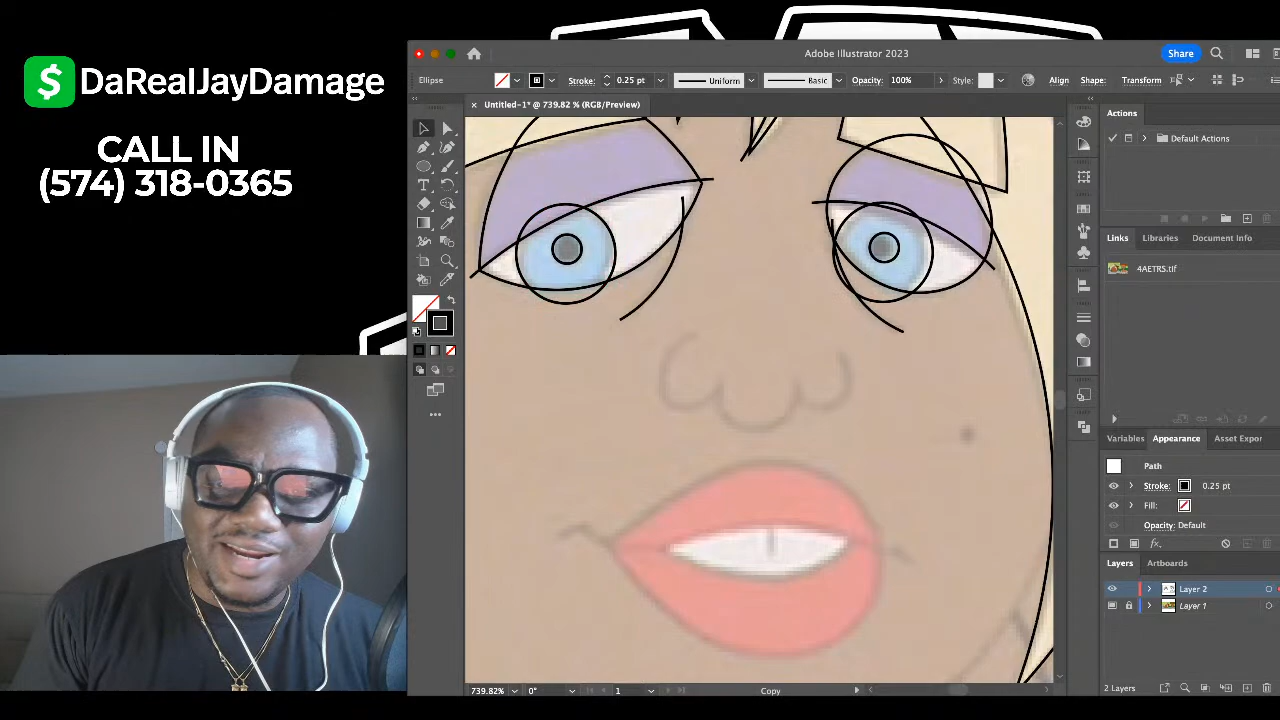 $ DaRealJayDamage
CALL IN
(574) 318-0365
Adobe Illustrator 2023
Share
Ellipse
Stroke:
0.25 pt
Uniform
Basic
Opacity:
100%
Style:
Align
Shape:
Transform
× Untitled-1* @ 739.82 % (RGB/Preview)
Actions
Default Actions
Links
Libraries
Document Info
4AETRS.tif
Variables
Appearance
Asset Expor
Path
Stroke:
0.25 pt
Fill:
Opacity: Default
fx.
Layers
Artboards
Layer 2
Layer 1
739.82%
0°
1
Copy
2 Layers